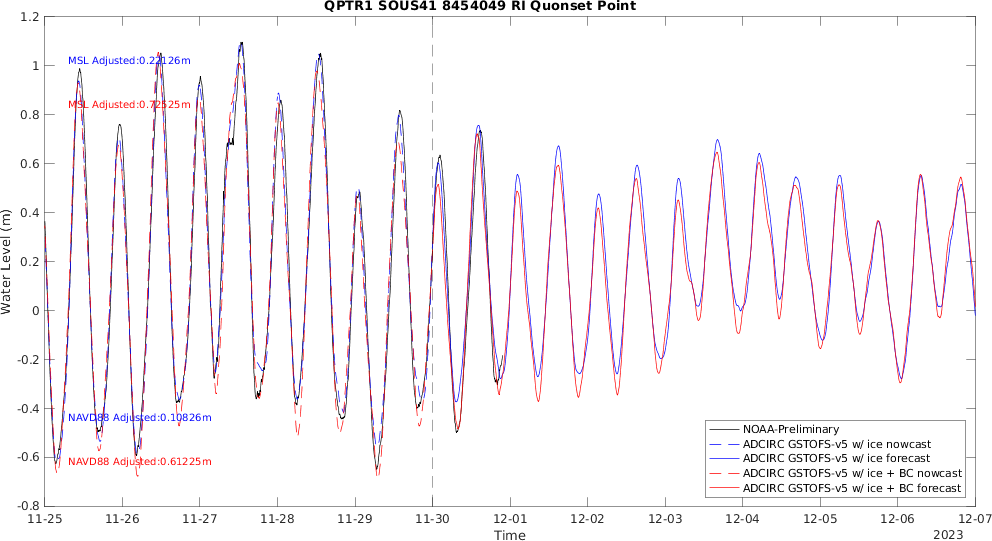 QPTR1 SOUS41 8454049 RI Quonset Point
1.2
1
0.8
0.6
0.4
0.2
0
-0.2
-0.4
-0.6
-0.8
Water Level (m)
MSL Adjusted:0.22126m
MSL Adjusted:0.72525m
NAVD88 Adjusted:0.10826m
NAVD88 Adjusted:0.61225m
NOAA-Preliminary
ADCIRC GSTOFS-v5 w/ ice nowcast
ADCIRC GSTOFS-v5 w/ ice forecast
ADCIRC GSTOFS-v5 w/ ice + BC nowcast
ADCIRC GSTOFS-v5 w/ ice + BC forecast
11-25 11-26 11-27 11-28 11-29 11-30 12-01 12-02 12-03 12-04 12-05 12-06 12-07
Time
2023